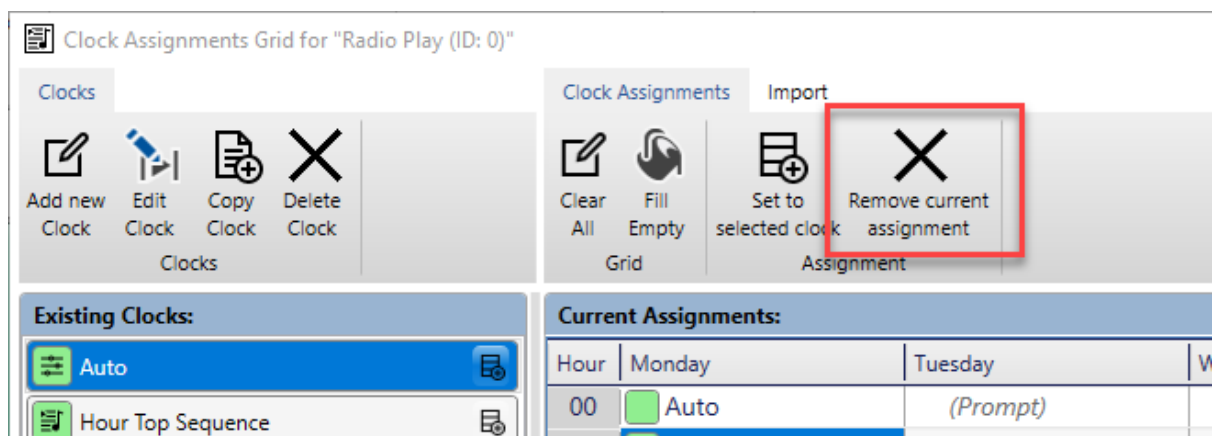 Clock Assignments Grid for "Radio Play (ID: 0)"
Clocks
Clock Assignments Import
Add new Edit Copy Delete
Clock Clock Clock Clock
Clocks
Clear Fill Set to Remove current
All Empty selected clock assignment
Grid Assignment
Existing Clocks:
Auto
Hour Top Sequence
Current Assignments:
Hour Monday Tuesday W
00 Auto (Prompt)